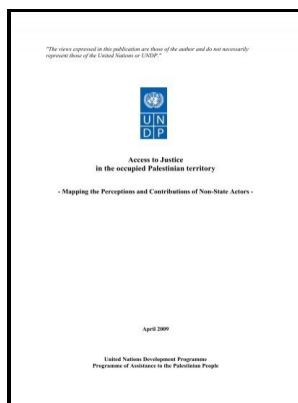 "The views expressed in this publication are those of the author and do not necessarily
represent those of the United Nations or UNDP."
U N
D P
Access to Justice
in the occupied Palestinian territory
- Mapping the Perceptions and Contributions of Non-State Actors -
April 2009
United Nations Development Programme
Programme of Assistance to the Palestinian People